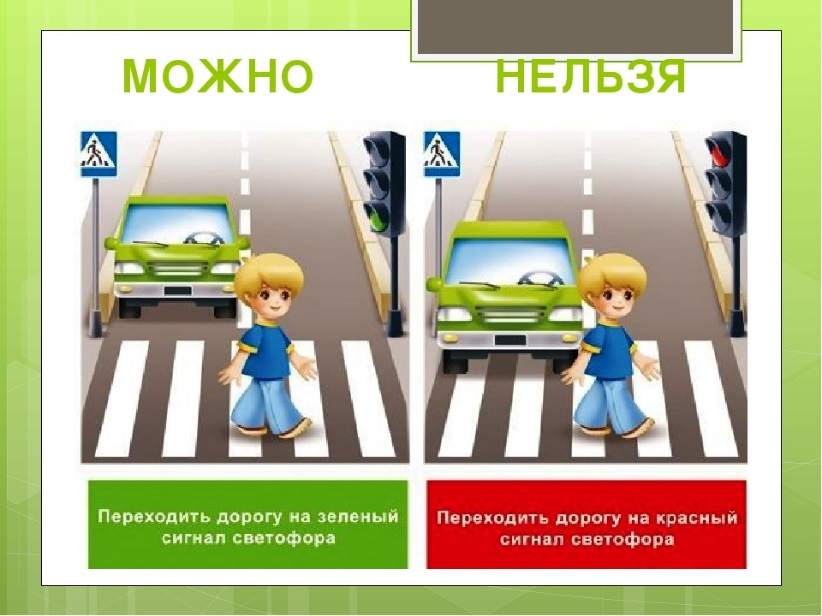 МОЖНО
НЕЛЬЗЯ
Переходить дорогу на зеленый
сигнал светофора
Переходить дорогу на красный
сигнал светофора